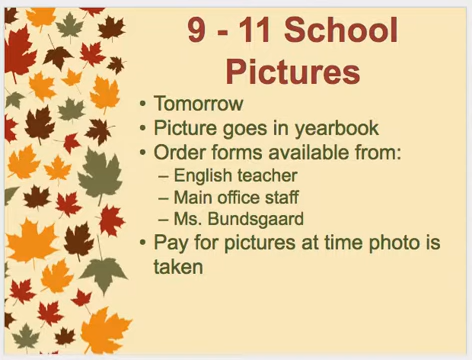 9 - 11 School
Pictures
• Tomorrow
• Picture goes in yearbook
• Order forms available from:
– English teacher
– Main office staff
– Ms. Bundsgaard
• Pay for pictures at time photo is
taken